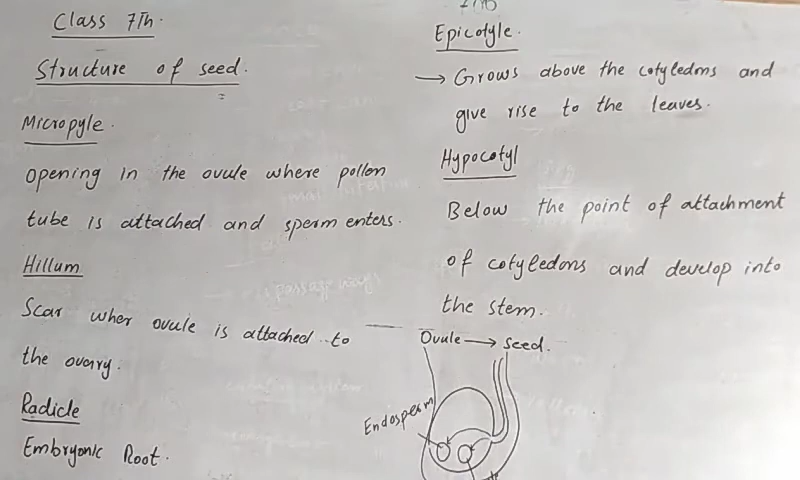 Class 7Th.
Structure of seed.
Micropyle.
opening in the ovule where pollen
tube is attached and sperm enters.
Hillum
Scar wher ovule is attached to
the ovary.
Radicle
Embryonic Root.
Epicotyle.
→ Grows above the cotyledons and
give rise to the leaves.
Hypocotyl
Below the point of attachment
of cotyledons and develop into
the stem.
Ovule → Seed.
Endosperm